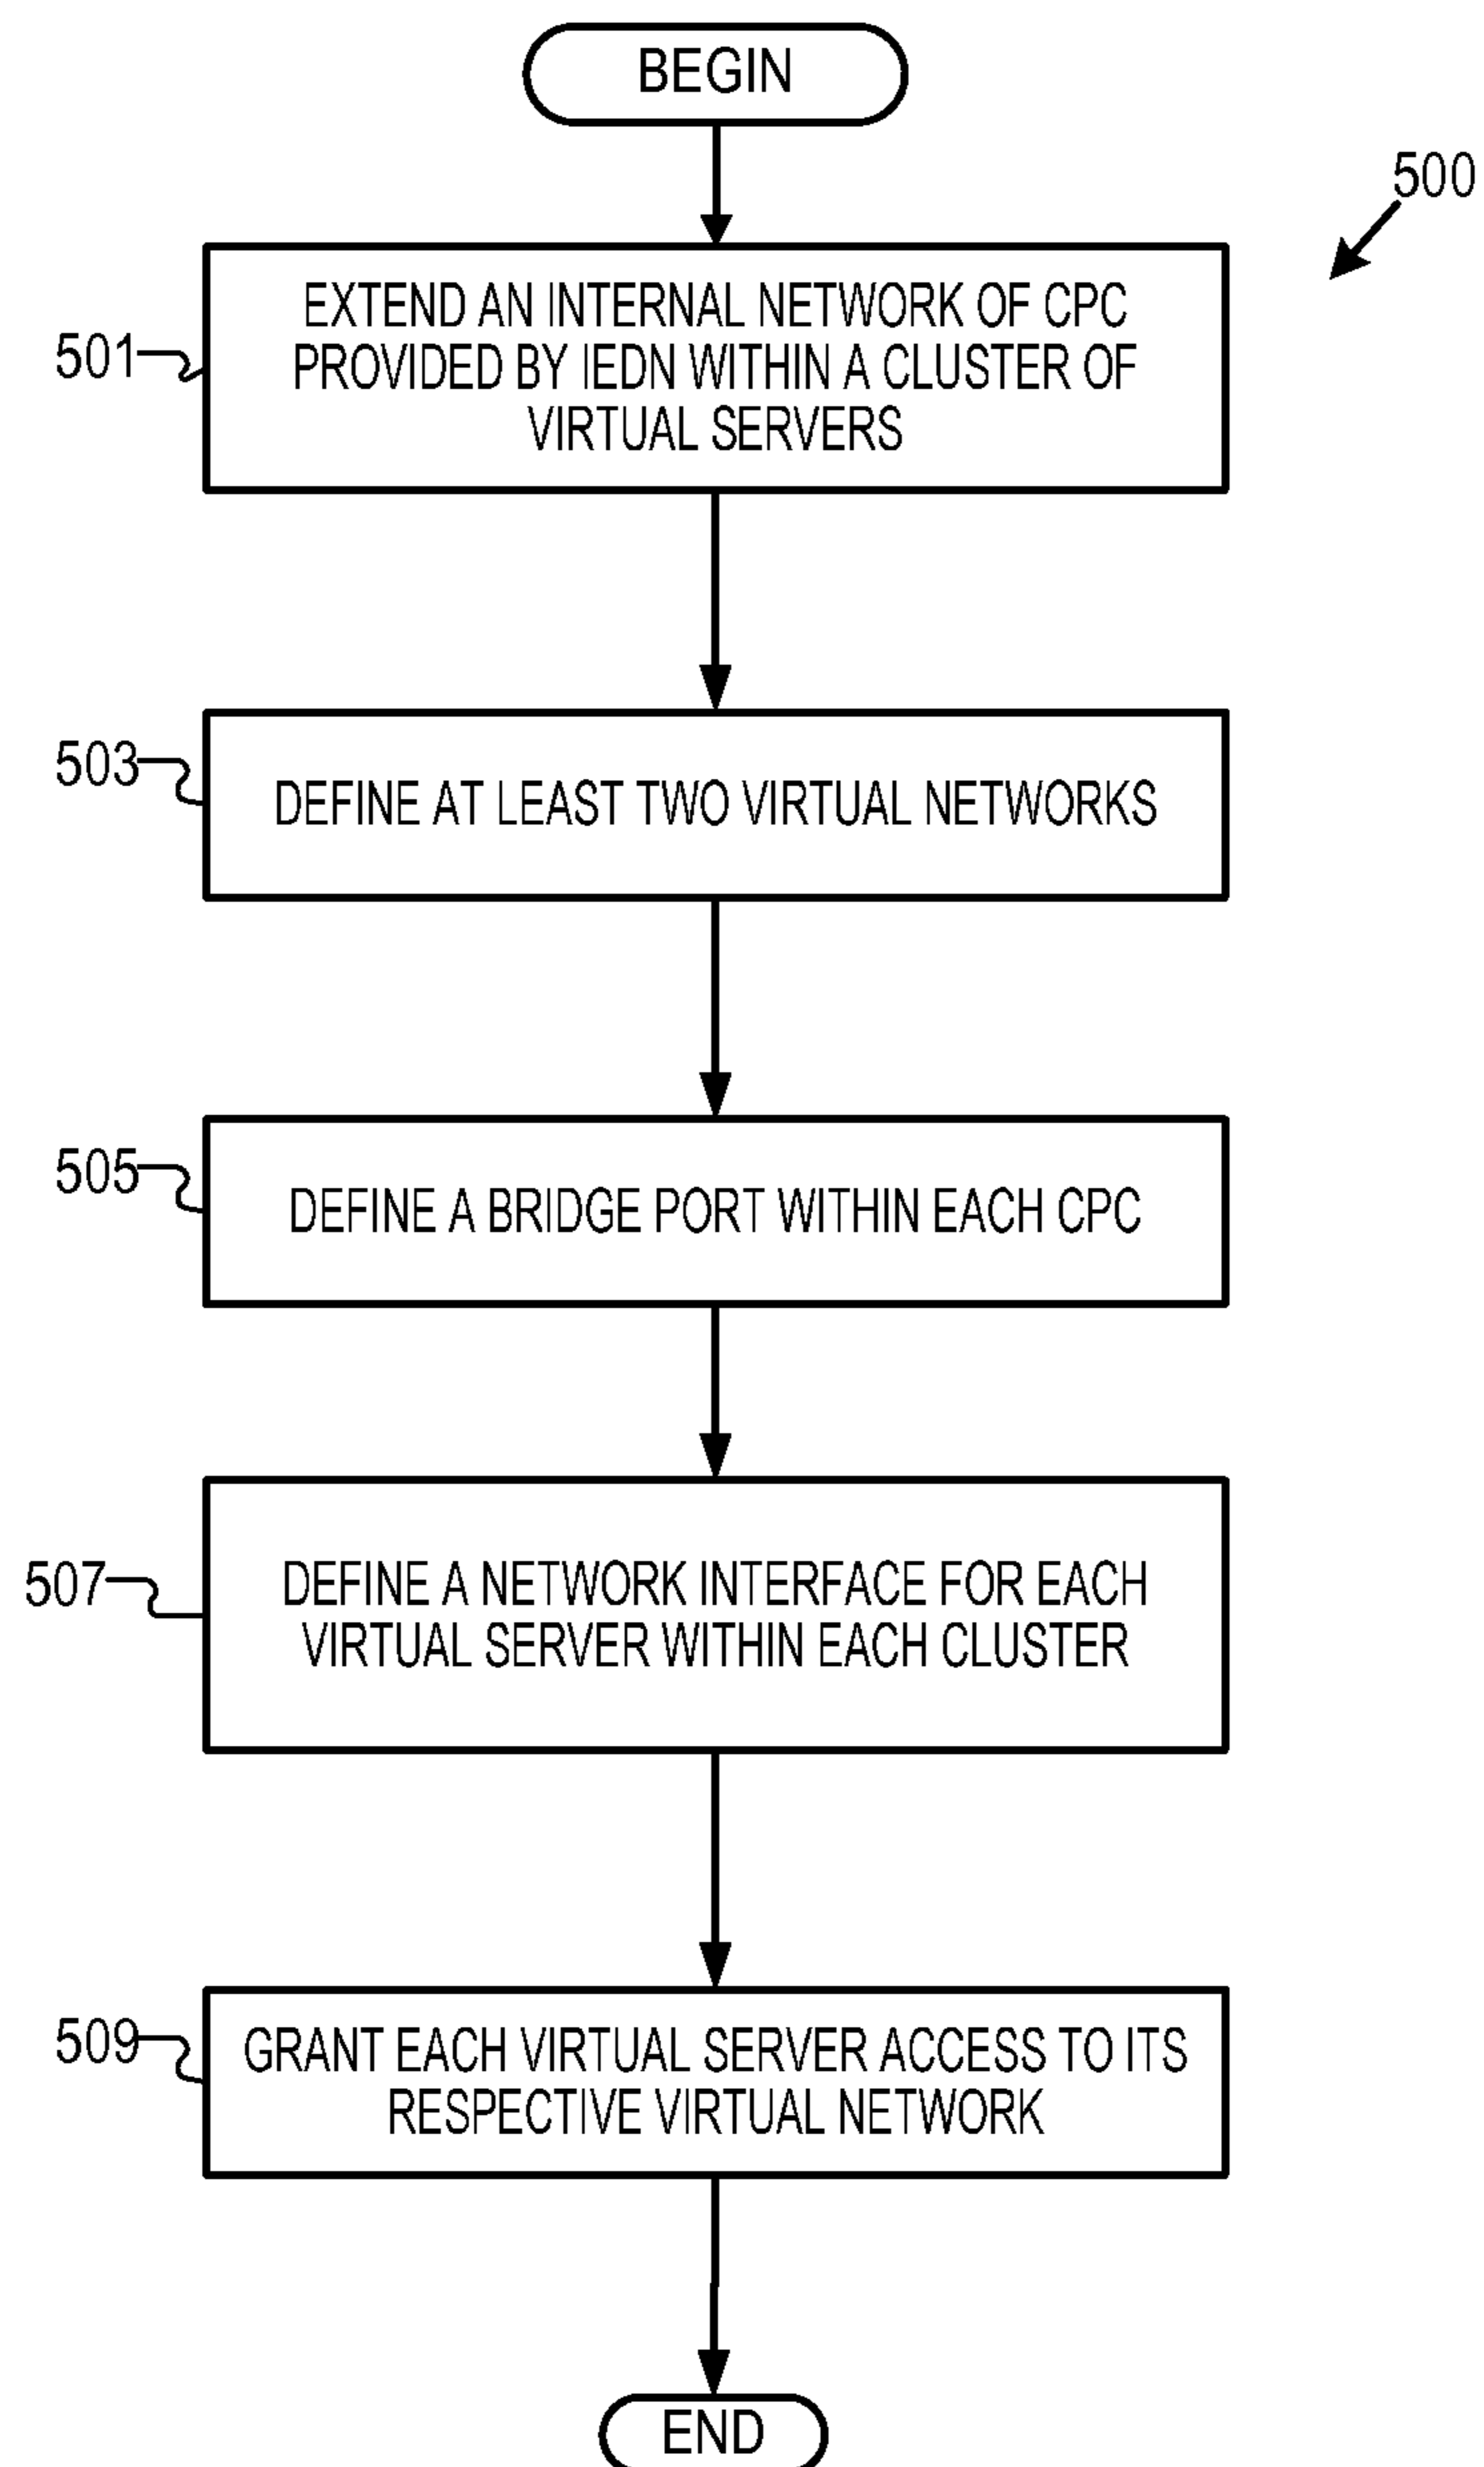 BEGIN
500
501
EXTEND AN INTERNAL NETWORK OF CPC
PROVIDED BY IEDN WITHIN A CLUSTER OF
VIRTUAL SERVERS
503
DEFINE AT LEAST TWO VIRTUAL NETWORKS
505
DEFINE A BRIDGE PORT WITHIN EACH CPC
507
DEFINE A NETWORK INTERFACE FOR EACH
VIRTUAL SERVER WITHIN EACH CLUSTER
509
GRANT EACH VIRTUAL SERVER ACCESS TO ITS
RESPECTIVE VIRTUAL NETWORK
END